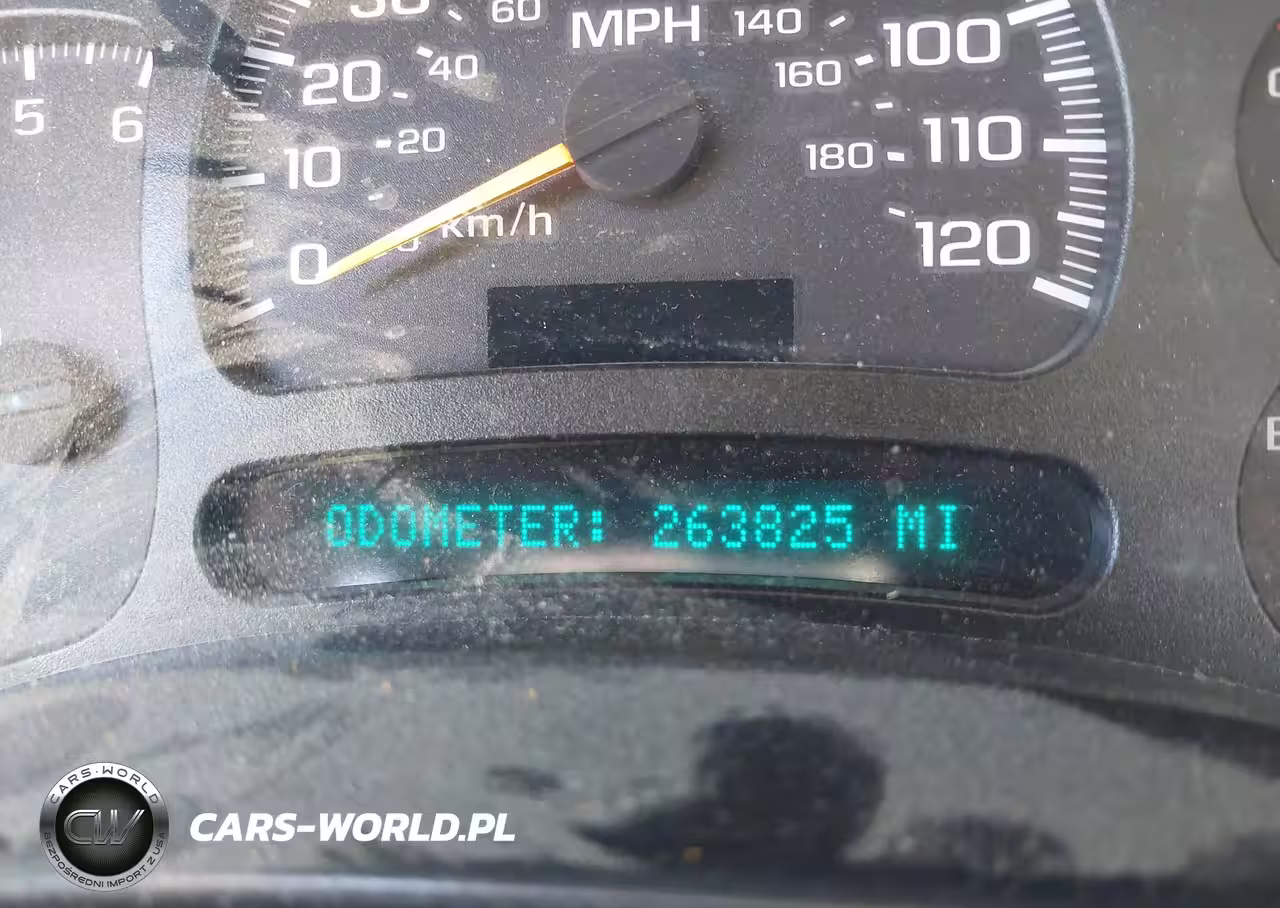 5
6
30
20
10
0
60
40
20
km/h
MPH
140
160
180
100
110
120
ODOMETER: 263825 MI
CARS-WORLD
CW
BEZPOŚREDNI IMPORT Z USA
CARS-WORLD.PL